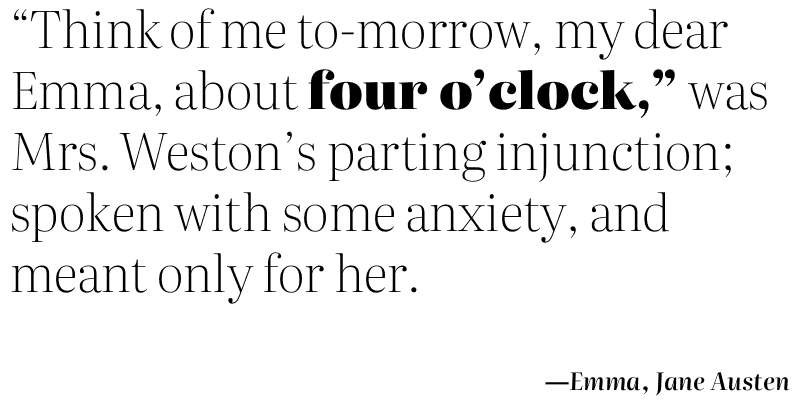 “Think of me to-morrow, my dear
Emma, about four o’clock,” was
Mrs. Weston’s parting injunction;
spoken with some anxiety, and
meant only for her.
—Emma, Jane Austen